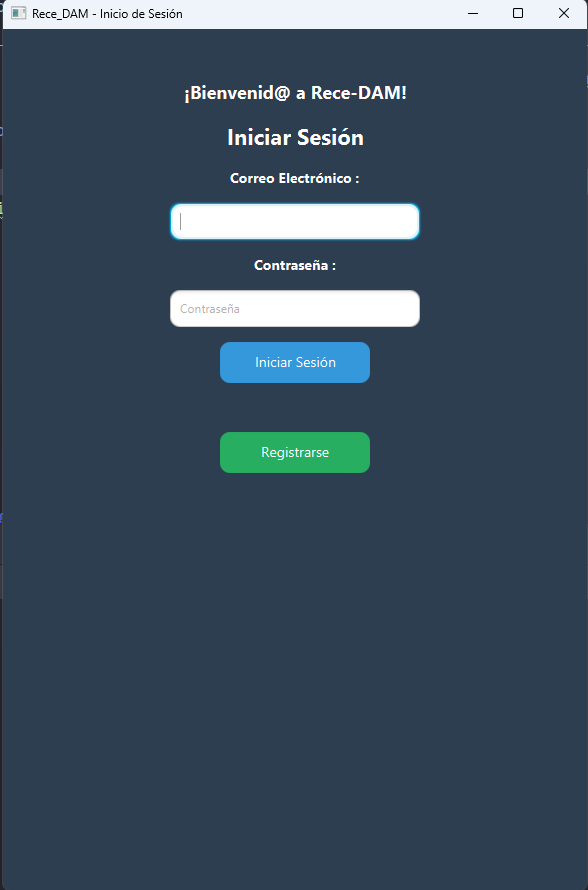 Rece_DAM - Inicio de Sesión
¡Bienvenid@ a Rece-DAM!
Iniciar Sesión
Correo Electrónico :
Contraseña :
Contraseña
Iniciar Sesión
Registrarse